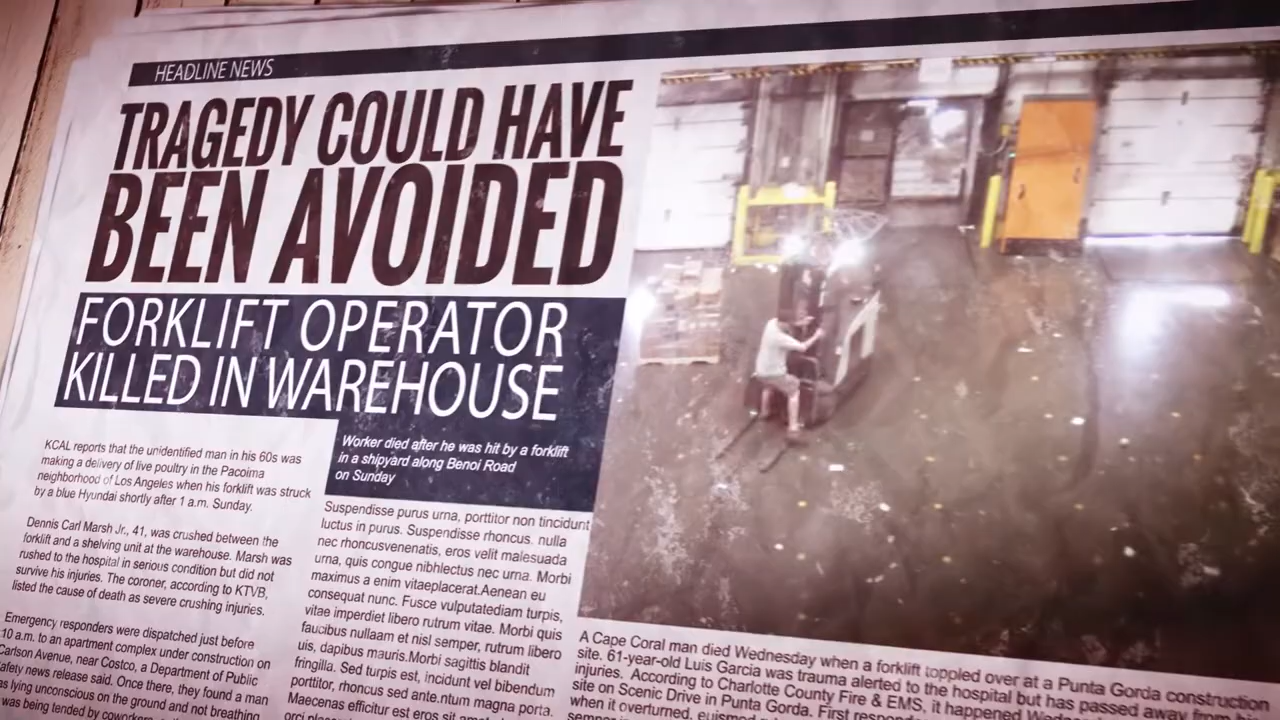 HEADLINE NEWS
TRAGEDY COULD HAVE
BEEN AVOIDED
FORKLIFT OPERATOR
KILLED IN WAREHOUSE
KCAL reports that the unidentified man in his 60s was
making a delivery of live poultry in the Pacoima
neighborhood of Los Angeles when his forklift was struck
by a blue Hyundai shortly after 1 a.m. Sunday.
Dennis Carl Marsh Jr., 41, was crushed between the
forklift and a shelving unit at the warehouse. Marsh was
rushed to the hospital in serious condition but did not
survive his injuries. The coroner, according to KTVB,
listed the cause of death as severe crushing injuries.
Emergency responders were dispatched just before
:10 a.m. to an apartment complex under construction on
Carlson Avenue, near Costco, a Department of Public
afety news release said. Once there, they found a man
as lying unconscious on the ground and not breathing
was being tended by coworkers
Worker died after he was hit by a forklift
in a shipyard along Benoi Road
on Sunday
Suspendisse purus urna, porttitor non tincidunt
luctus in purus. Suspendisse rhoncus. nulla
nec rhoncusvenenatis, eros velit malesuada
urna, quis congue nibhlectus nec urna. Morbi
maximus a enim vitaeplacerat.Aenean eu
consequat nunc. Fusce vulputatediam turpis,
vitae imperdiet libero rutrum vitae. Morbi quis
faucibus nullaam et nisl semper, rutrum libero
uis, dapibus mauris.Morbi sagittis blandit
fringilla. Sed turpis est, incidunt vel bibendum
porttitor, rhoncus sed ante.ntum magna porta.
Maecenas efficitur est eros sit
orci
A Cape Coral man died Wednesday when a forklift toppled over at a Punta Gorda construction
site. 61-year-old Luis Garcia was trauma alerted to the hospital but has passed away
injuries. According to Charlotte County Fire & EMS, it happened
site on Scenic Drive in Punta Gorda. First
when it overturned, euismod